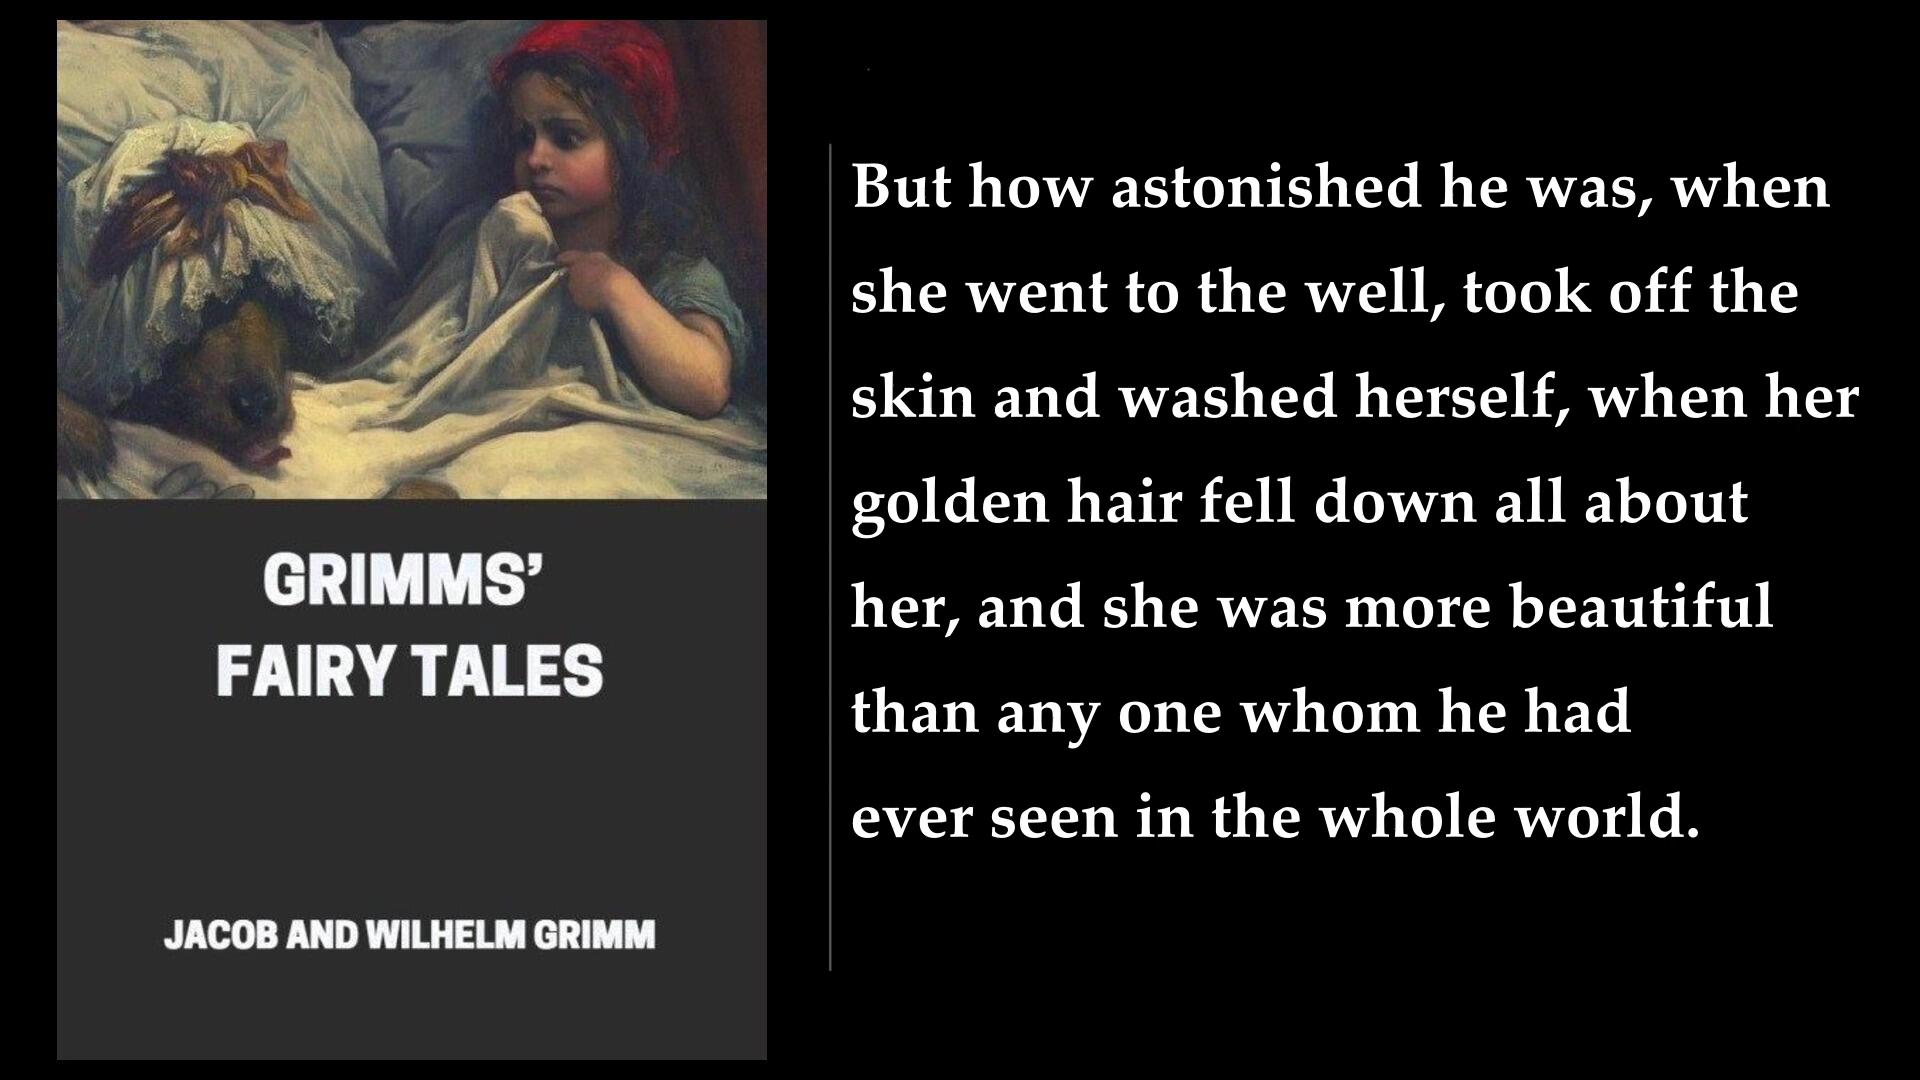 GRIMMS’
FAIRY TALES
JACOB AND WILHELM GRIMM
But how astonished he was, when
she went to the well, took off the
skin and washed herself, when her
golden hair fell down all about
her, and she was more beautiful
than any one whom he had
ever seen in the whole world.